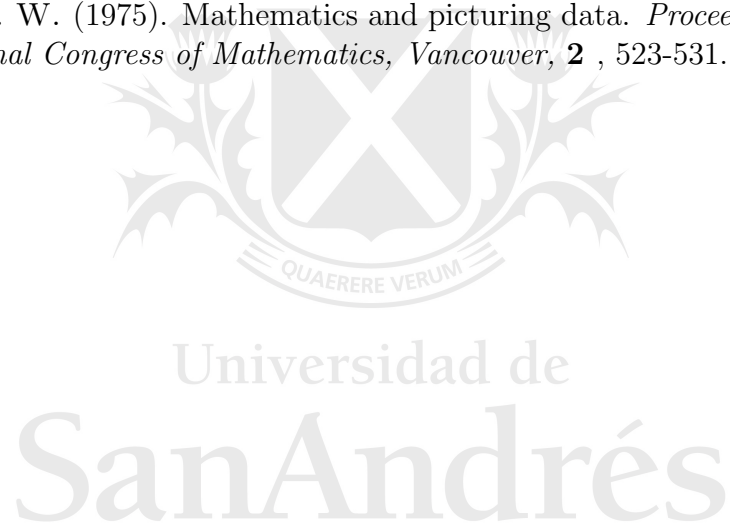 . W. (1975). Mathematics and picturing data. Procee
nal Congress of Mathematics, Vancouver, 2 , 523-531.
QUAERERE VERUM
Universidad de
SanAndrés